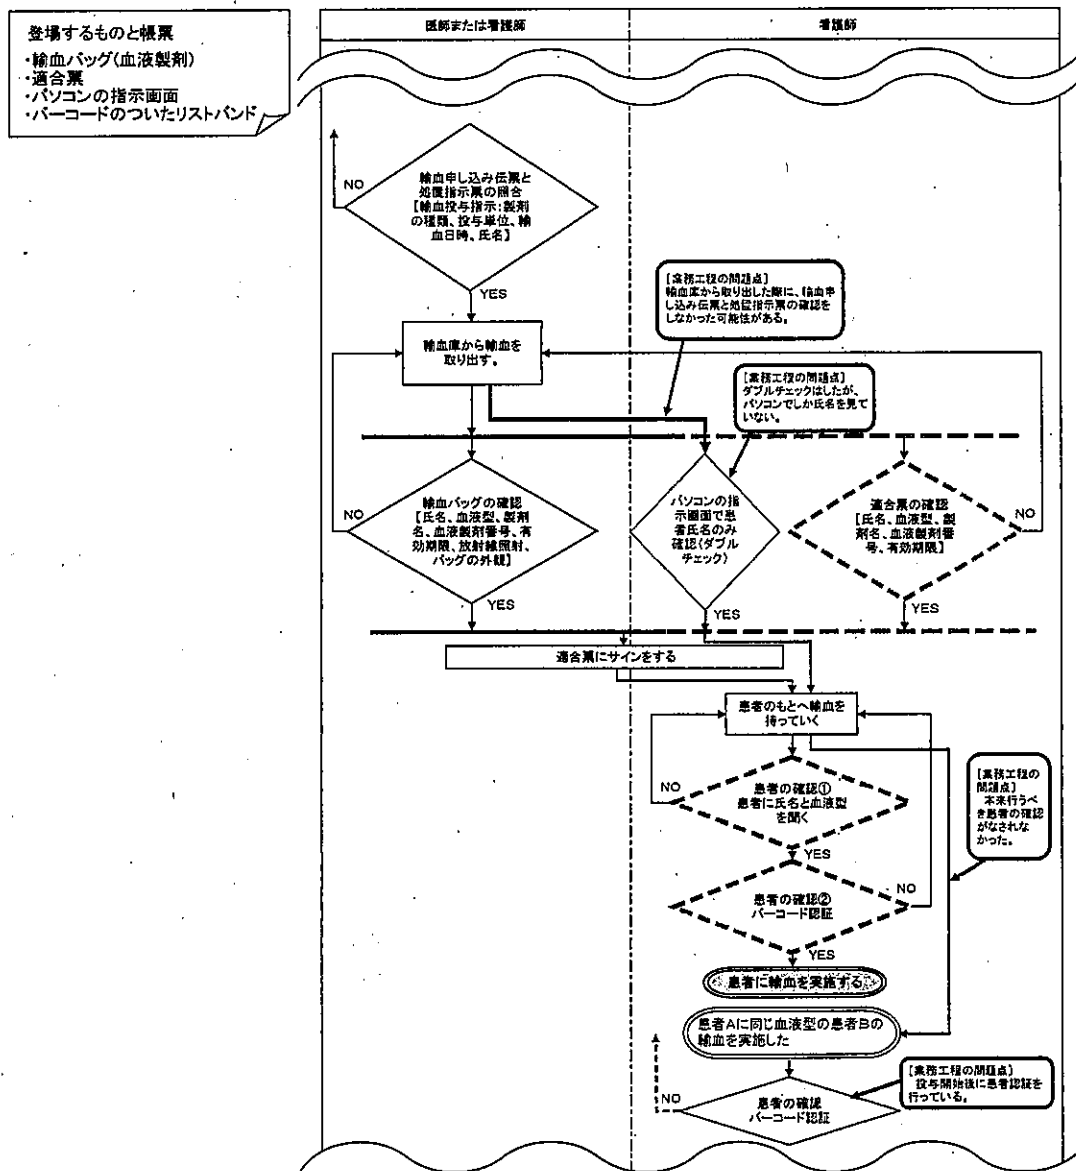 登場するものと帳票
・輸血バッグ(血液製剤)
・適合票
・パソコンの指示画面
・バーコードのついたリストバンド
医師または看護師
看護師
輸血申し込み伝票と
処置指示票の照合
[輸血投与指示:製剤
の種類、投与単位、輸
血日時、氏名]
NO
YES
[業務工程の問題点]
輸血庫から取り出した際に、輸血申
し込み伝票と処置指示票の確認を
しなかった可能性がある。
輸血庫から輸血を
取り出す。
[業務工程の問題点]
ダブルチェックはしたが、
パソコンでしか氏名を見て
いない。
輸血バッグの確認
[氏名、血液型、製剤
名、血液製剤番号、有
効期限、放射線照射、
バッグの外観]
NO
YES
パソコンの指
示画面で患
者氏名のみ
確認(ダブル
チェック)
YES
適合票の確認
[氏名、血液型、製
剤名、血液製剤番
号、有効期限]
NO
YES
適合票にサインをする
患者のもとへ輸血を
持っていく
患者の確認①
患者に氏名と血液型
を聞く
NO
YES
[業務工程の
問題点]
本来行うべ
き患者の確認
がなされな
かった。
患者の確認②
バーコード認証
NO
YES
患者に輸血を実施する
患者Aに同じ血液型の患者Bの
輸血を実施した
[業務工程の問題点]
投与開始後に患者認証を
行っている。
NO
患者の確認
バーコード認証